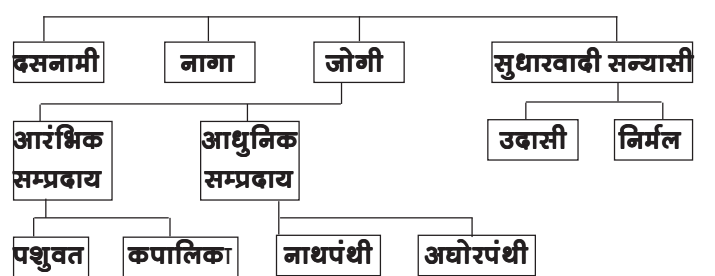 दसनामी
नागा
जोगी
सुधारवादी सन्यासी
आरंभिक
सम्प्रदाय
आधुनिक
सम्प्रदाय
उदासी
निर्मल
पशुवत
कपालिका
नाथपंथी
अघोरपंथी